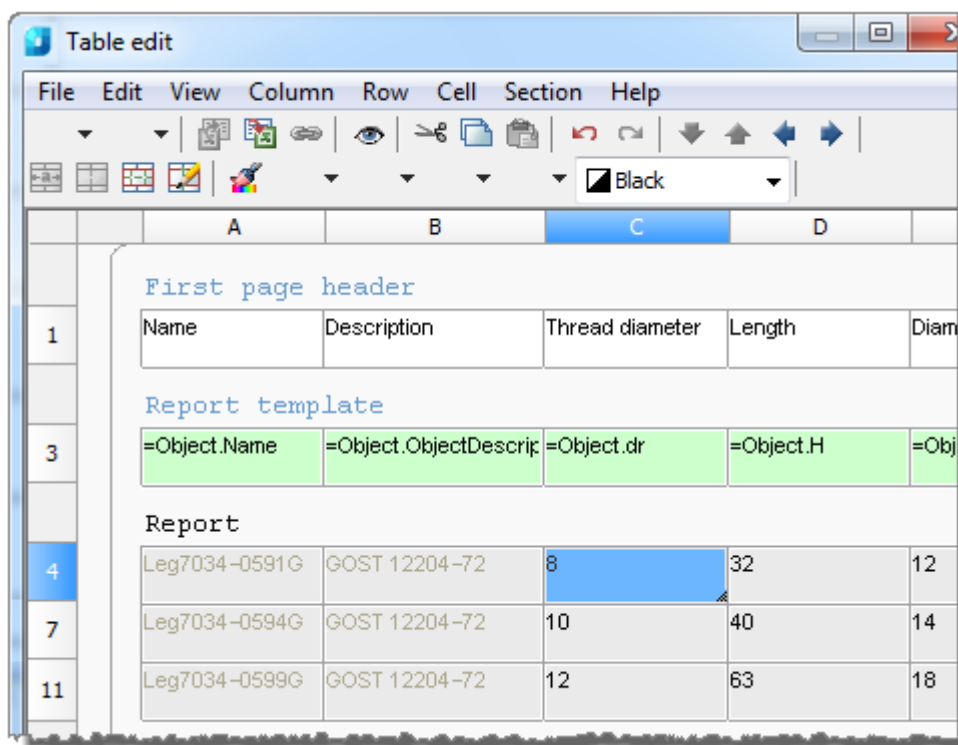 Table edit
File Edit View Column Row Cell Section Help
Black
A B C D
First page header
1 Name Description Thread diameter Length Diam
Report template
3 =Object.Name =Object.ObjectDescrip =Object.dr =Object.H =Obj
Report
4 Leg7034-0591G GOST 12204-72 8 32 12
7 Leg7034-0594G GOST 12204-72 10 40 14
11 Leg7034-0599G GOST 12204-72 12 63 18